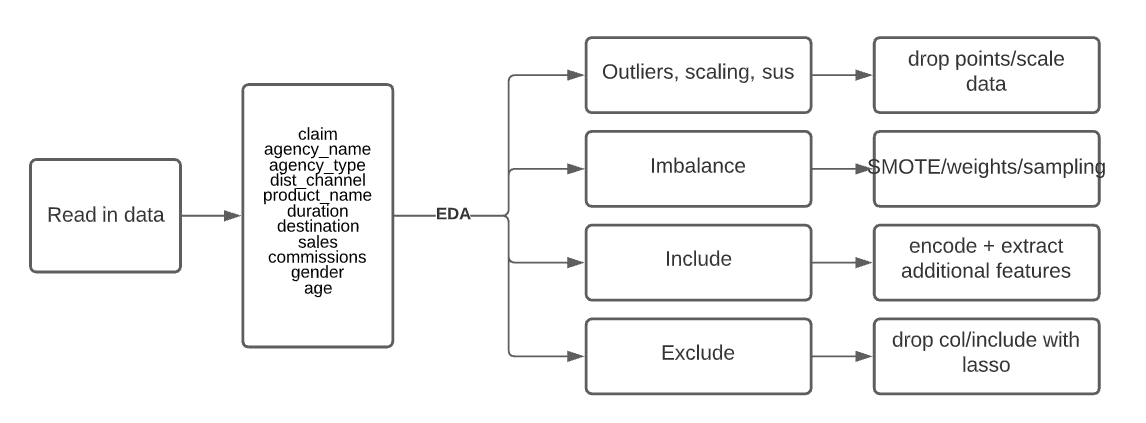 Read in data
claim
agency_name
agency_type
dist_channel
product_name
duration
destination
sales
commissions
gender
age
EDA
Outliers, scaling, sus
drop points/scale
data
Imbalance
SMOTE/weights/sampling
Include
encode + extract
additional features
Exclude
drop col/include with
lasso